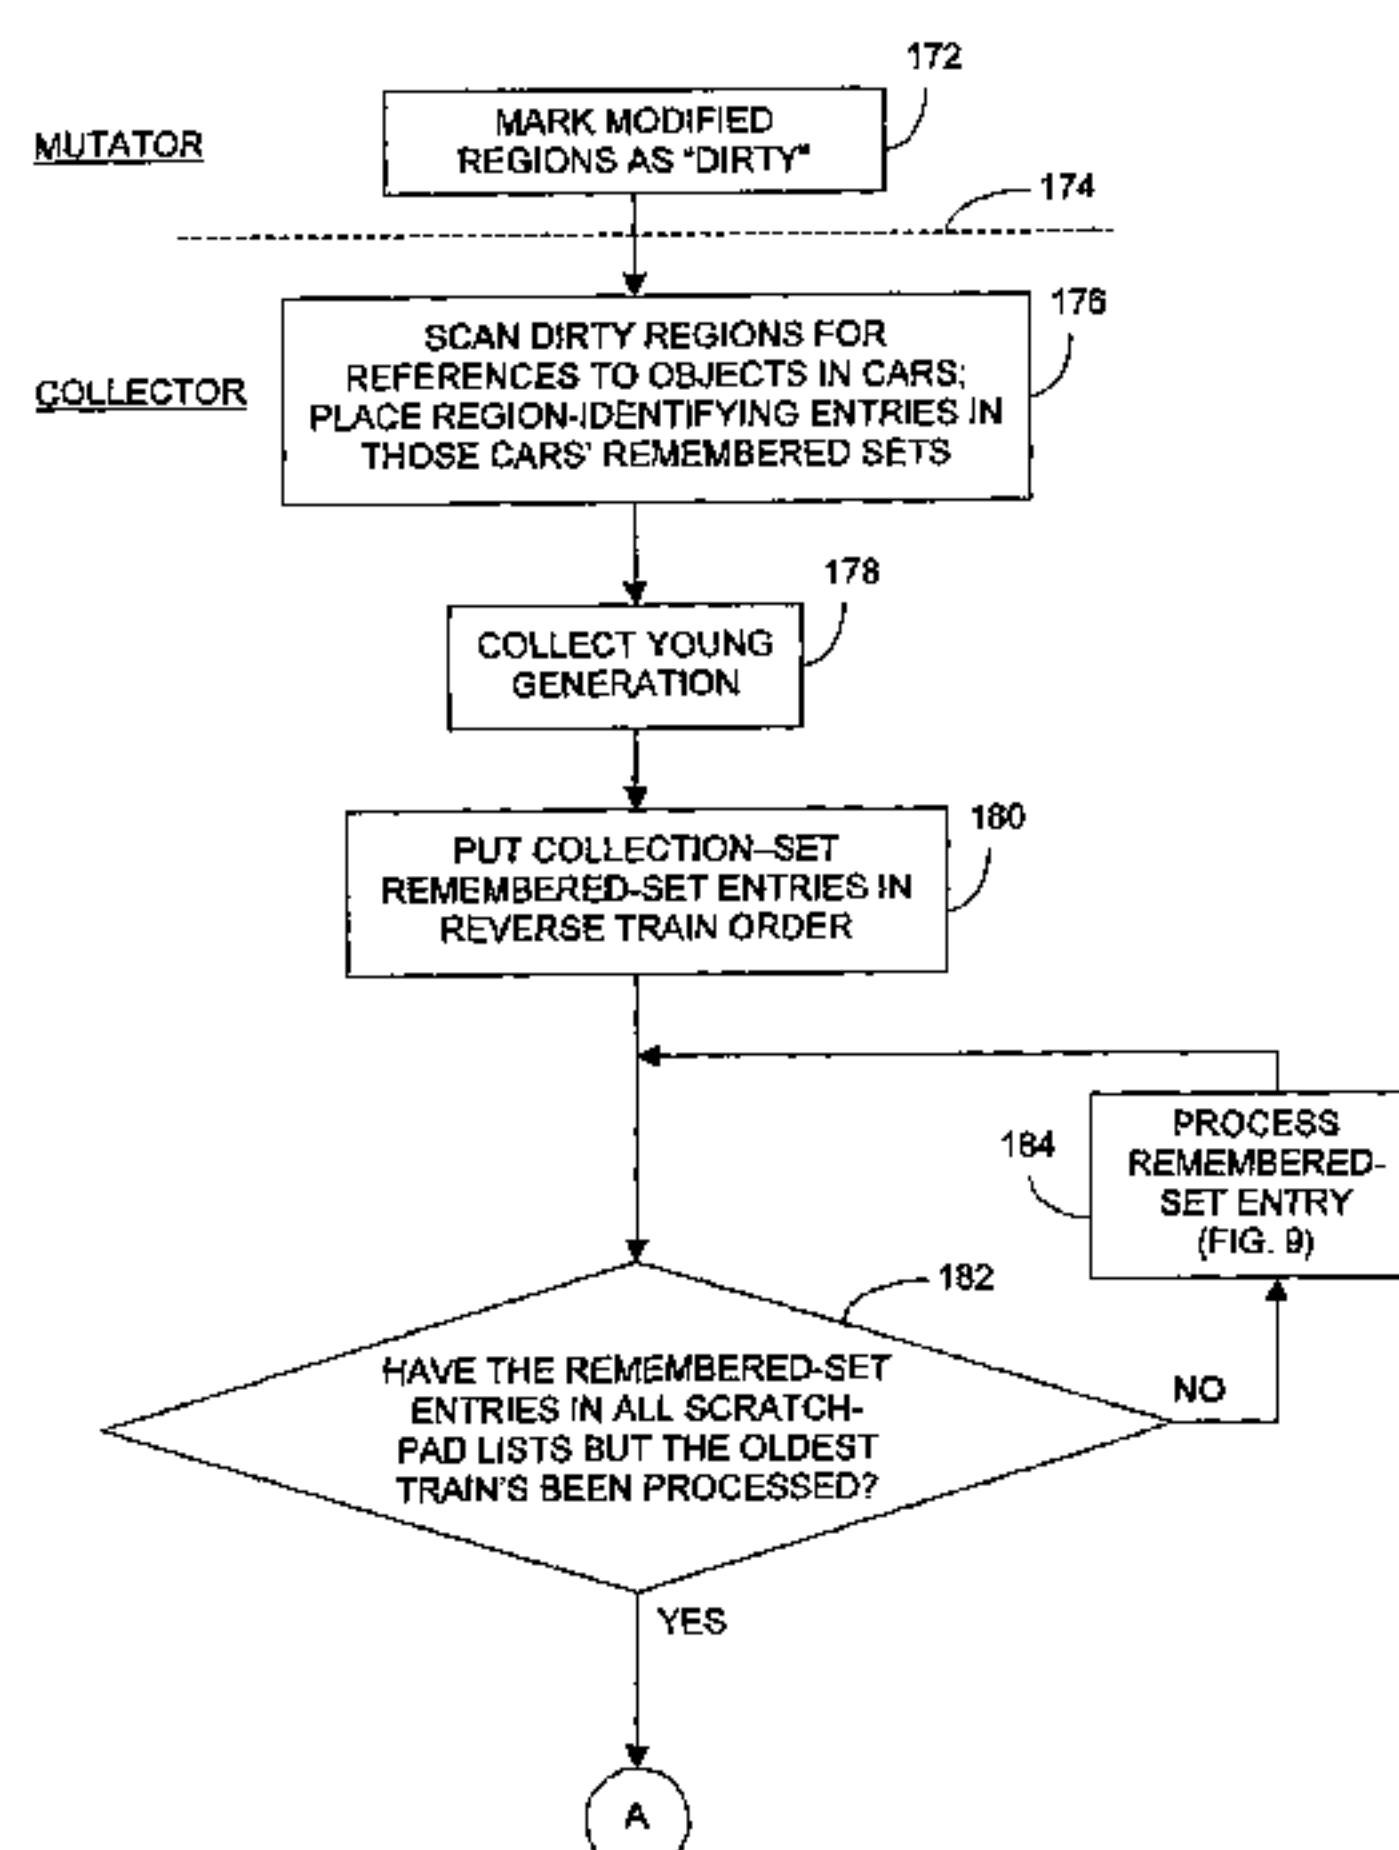 172
MARK MODIFIED
REGIONS AS "DIRTY"
MUTATOR
174
176
SCAN DIRTY REGIONS FOR
REFERENCES TO OBJECTS IN CARS;
PLACE REGION-IDENTIFYING ENTRIES IN
THOSE CARS' REMEMBERED SETS
COLLECTOR
178
COLLECT YOUNG
GENERATION
180
PUT COLLECTION–SET
REMEMBERED-SET ENTRIES IN
REVERSE TRAIN ORDER
184
PROCESS
REMEMBERED-
SET ENTRY
(FIG. 9)
182
HAVE THE REMEMBERED-SET
ENTRIES IN ALL SCRATCH-
PAD LISTS BUT THE OLDEST
TRAIN'S BEEN PROCESSED?
NO
YES
A